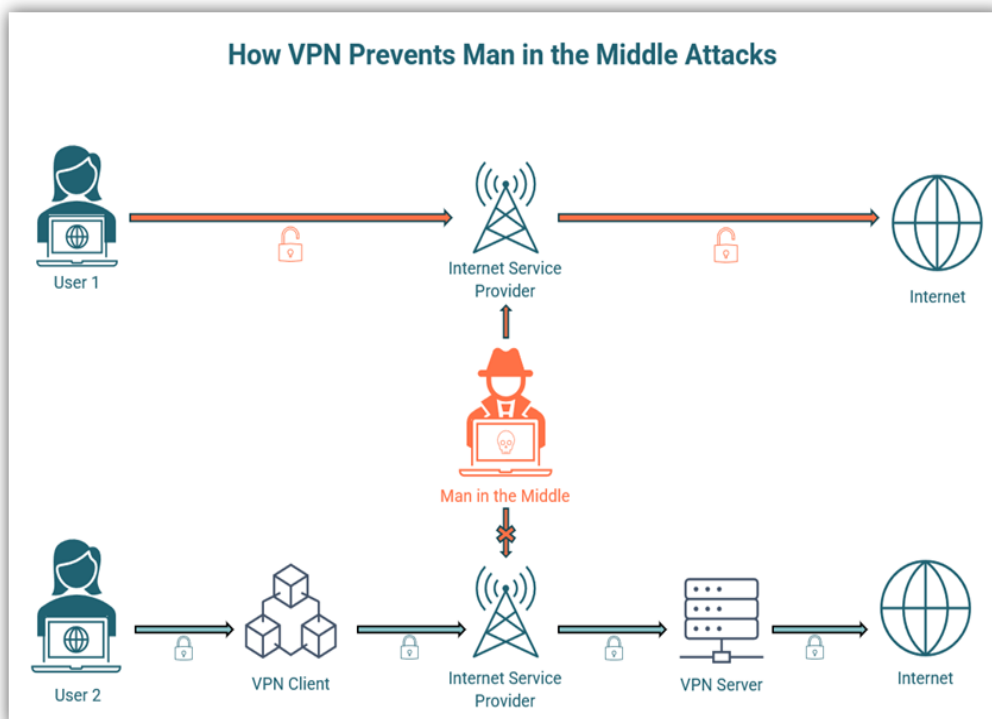 How VPN Prevents Man in the Middle Attacks
User 1
Internet Service
Provider
Internet
Man in the Middle
User 2
VPN Client
Internet Service
Provider
VPN Server
Internet